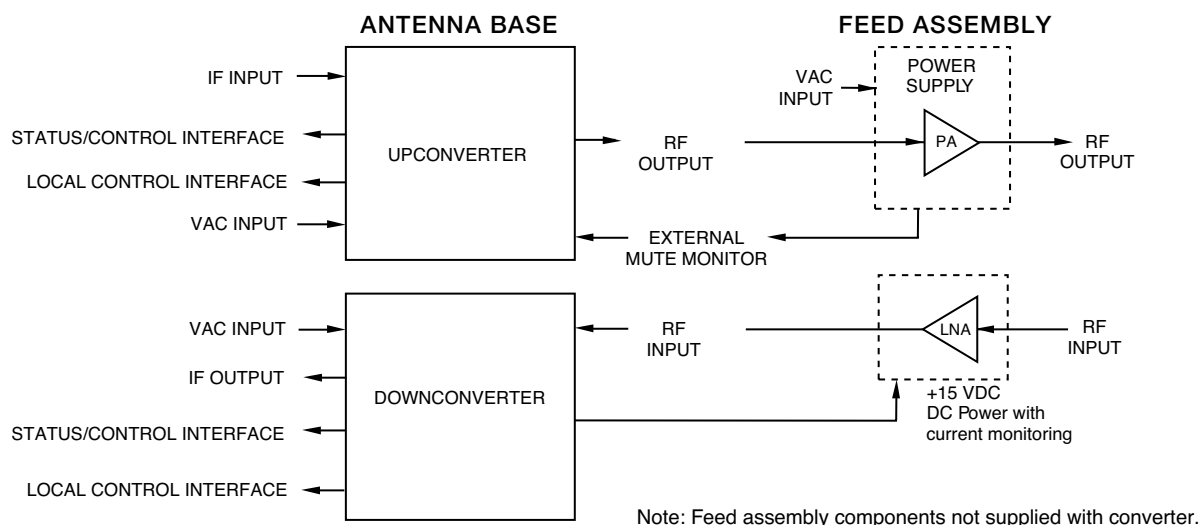 ANTENNA BASE
FEED ASSEMBLY
IF INPUT
STATUS/CONTROL INTERFACE
LOCAL CONTROL INTERFACE
VAC INPUT
UPCONVERTER
RF
OUTPUT
EXTERNAL
MUTE MONITOR
VAC
INPUT
POWER
SUPPLY
PA
RF
OUTPUT
VAC INPUT
IF OUTPUT
STATUS/CONTROL INTERFACE
LOCAL CONTROL INTERFACE
DOWNCONVERTER
RF
INPUT
LNA
RF
INPUT
+15 VDC
DC Power with
current monitoring
Note: Feed assembly components not supplied with converter.